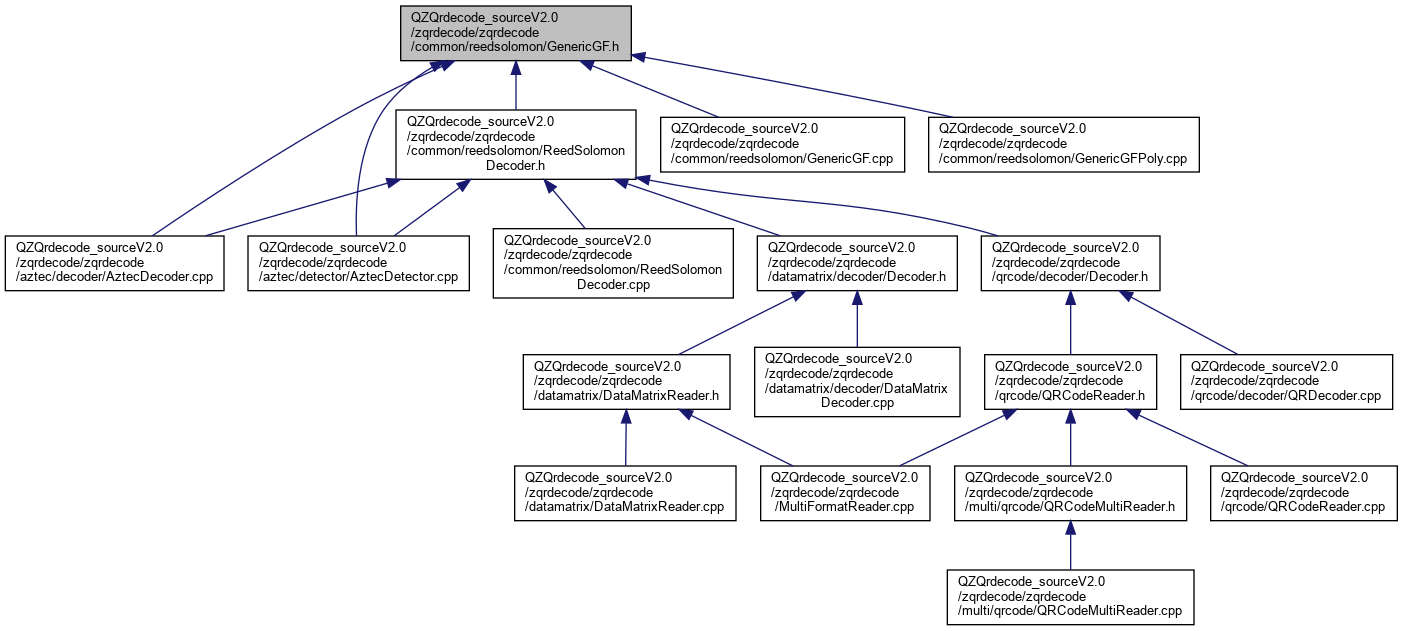 QZQrdecode_sourceV2.0
/zqrdecode/zqrdecode
/common/reedsolomon/GenericGF.h
QZQrdecode_sourceV2.0
/zqrdecode/zqrdecode
/common/reedsolomon/ReedSolomon
Decoder.h
QZQrdecode_sourceV2.0
/zqrdecode/zqrdecode
/common/reedsolomon/GenericGF.cpp
QZQrdecode_sourceV2.0
/zqrdecode/zqrdecode
/common/reedsolomon/GenericGFPoly.cpp
QZQrdecode_sourceV2.0
/zqrdecode/zqrdecode
/aztec/decoder/AztecDecoder.cpp
QZQrdecode_sourceV2.0
/zqrdecode/zqrdecode
/aztec/detector/AztecDetector.cpp
QZQrdecode_sourceV2.0
/zqrdecode/zqrdecode
/common/reedsolomon/ReedSolomon
Decoder.cpp
QZQrdecode_sourceV2.0
/zqrdecode/zqrdecode
/datamatrix/decoder/Decoder.h
QZQrdecode_sourceV2.0
/zqrdecode/zqrdecode
/qrcode/decoder/Decoder.h
QZQrdecode_sourceV2.0
/zqrdecode/zqrdecode
/datamatrix/DataMatrixReader.h
QZQrdecode_sourceV2.0
/zqrdecode/zqrdecode
/datamatrix/decoder/DataMatrix
Decoder.cpp
QZQrdecode_sourceV2.0
/zqrdecode/zqrdecode
/qrcode/QRCodeReader.h
QZQrdecode_sourceV2.0
/zqrdecode/zqrdecode
/qrcode/decoder/QRDecoder.cpp
QZQrdecode_sourceV2.0
/zqrdecode/zqrdecode
/datamatrix/DataMatrixReader.cpp
QZQrdecode_sourceV2.0
/zqrdecode/zqrdecode
/MultiFormatReader.cpp
QZQrdecode_sourceV2.0
/zqrdecode/zqrdecode
/multi/qrcode/QRCodeMultiReader.h
QZQrdecode_sourceV2.0
/zqrdecode/zqrdecode
/qrcode/QRCodeReader.cpp
QZQrdecode_sourceV2.0
/zqrdecode/zqrdecode
/multi/qrcode/QRCodeMultiReader.cpp